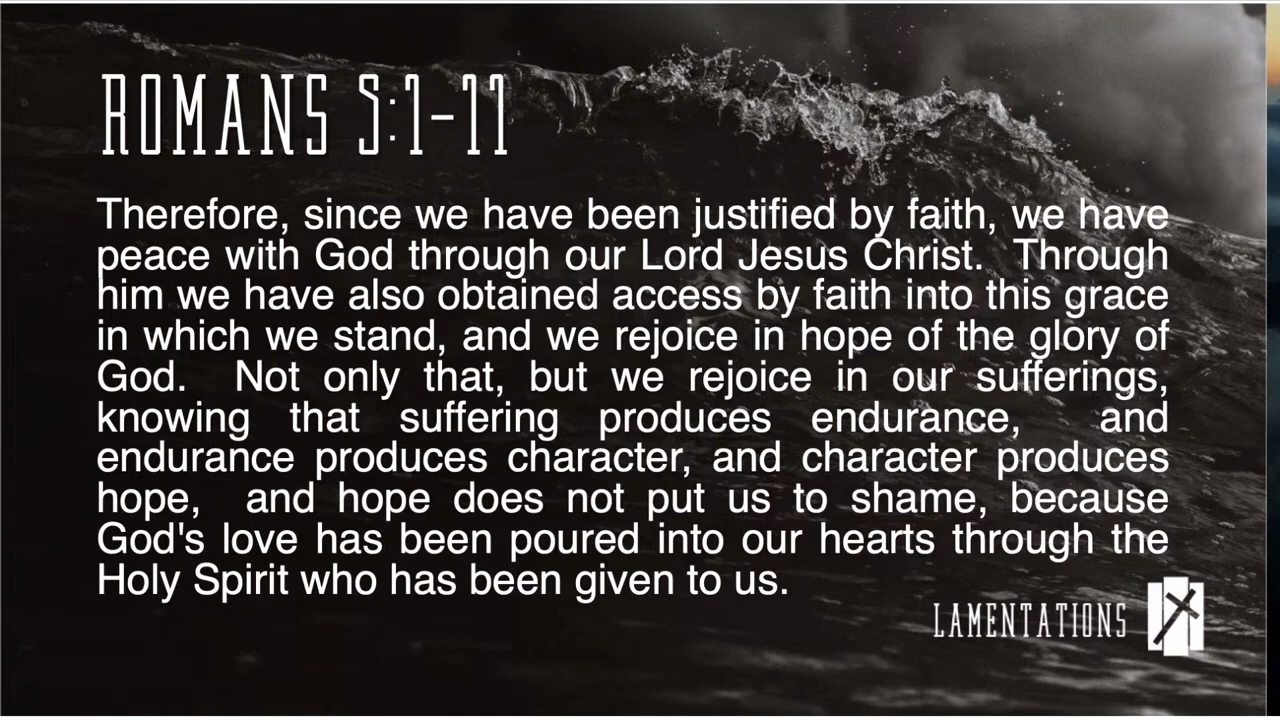 ROMANS 5:1-11
Therefore, since we have been justified by faith, we have
peace with God through our Lord Jesus Christ.  Through
him we have also obtained access by faith into this grace
in which we stand, and we rejoice in hope of the glory of
God.  Not only that, but we rejoice in our sufferings,
knowing that suffering produces endurance,  and
endurance produces character, and character produces
hope,  and hope does not put us to shame, because
God's love has been poured into our hearts through the
Holy Spirit who has been given to us.
LAMENTATIONS